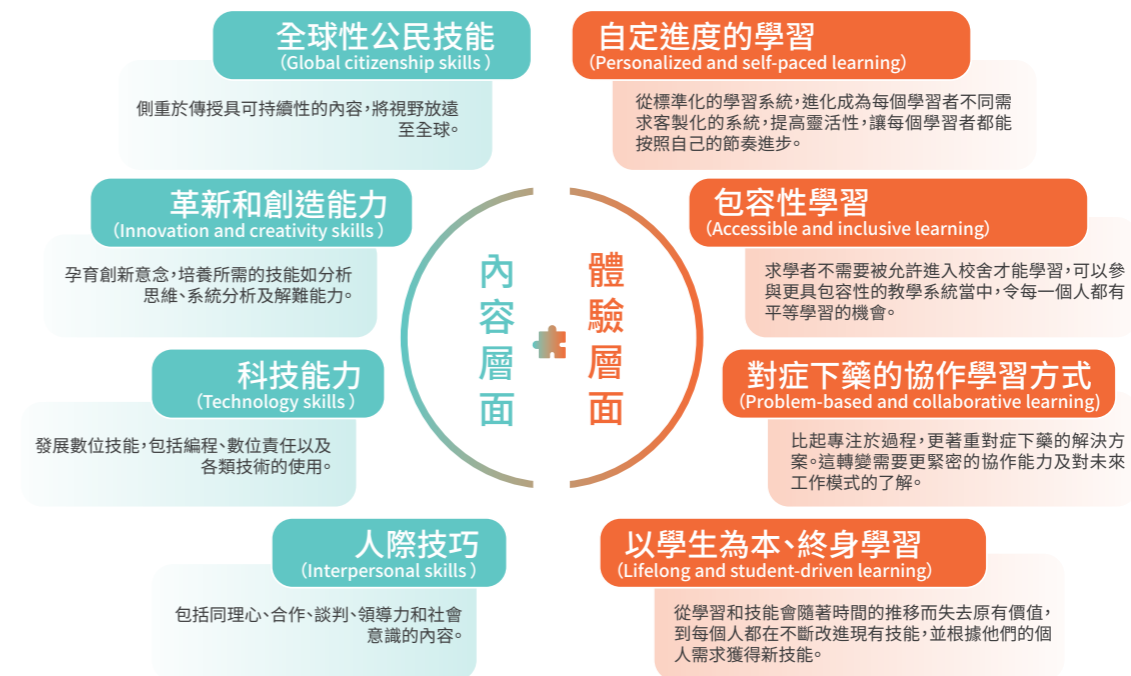 全球性公民技能
（Global citizenship skills ）
側重於傳授具可持續性的內容，將視野放遠
至全球。
革新和創造能力
（Innovation and creativity skills ）
孕育創新意念，培養所需的技能如分析
思維、系統分析及解難能力。
科技能力
（Technology skills ）
發展數位技能，包括編程、數位責任以及
各類技術的使用。
人際技巧
（Interpersonal skills ）
包括同理心、合作、談判、領導力和社會
意識的內容。
內容層面
體驗層面
自定進度的學習
（Personalized and self-paced learning）
從標準化的學習系統，進化成為每個學習者不同需
求客製化的系統，提高靈活性，讓每個學習者都能
按照自己的節奏進步。
包容性學習
（Accessible and inclusive learning）
求學者不需要被允許進入校舍才能學習，可以參
與更具包容性的教學系統當中，令每一個人都有
平等學習的機會。
對症下藥的協作學習方式
（Problem-based and collaborative learning)
比起專注於過程，更著重對症下藥的解決方
案。這轉變需要更緊密的協作能力及對未來
工作模式的了解。
以學生為本、終身學習
（Lifelong and student-driven learning）
從學習和技能會隨著時間的推移而失去原有價值，
到每個人都在不斷改進現有技能，並根據他們的個
人需求獲得新技能。